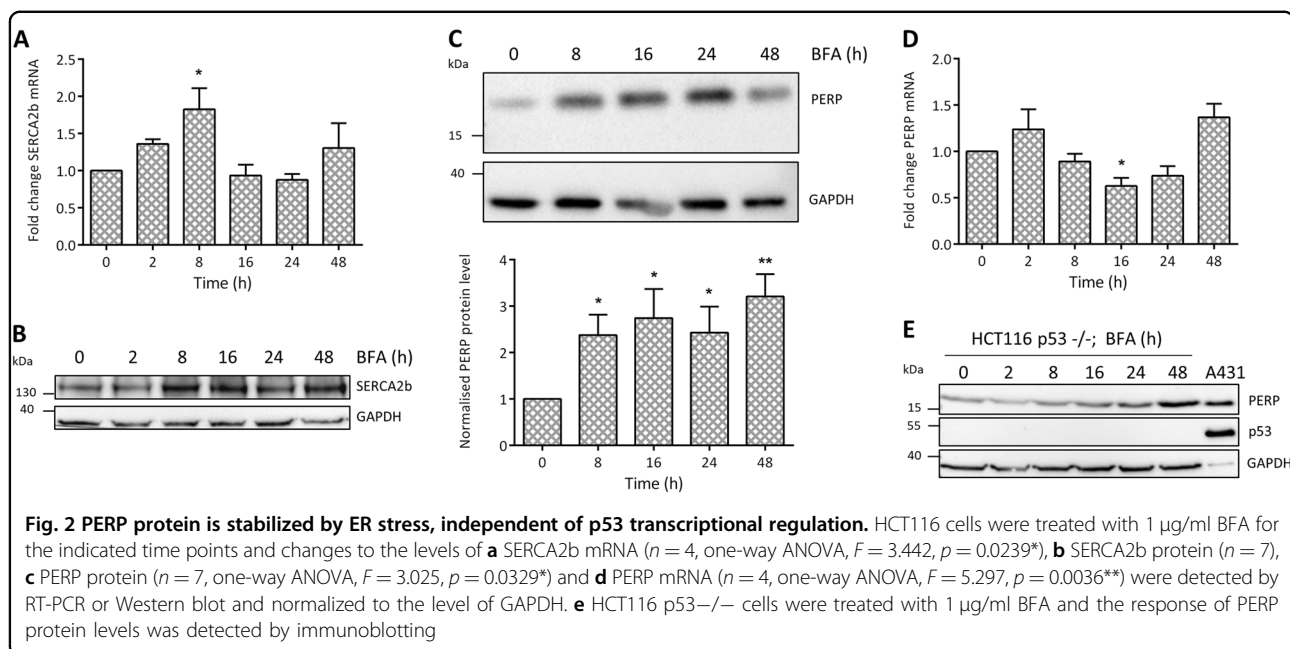 A
Fold change SERCA2b mRNA
2.5
2.0
1.5
1.0
0.5
0.0
*
0 2 8 16 24 48
Time (h)
B
kDa
0 2 8 16 24 48 BFA (h)
130
SERCA2b
40
GAPDH
C
0 8 16 24 48 BFA (h)
kDa
PERP
15
40
GAPDH
Normalised PERP protein level
4
3
2
1
0
* * * **
0 8 16 24 48
Time (h)
D
Fold change PERP mRNA
2.0
1.5
1.0
0.5
0.0
*
0 2 8 16 24 48
Time (h)
E
HCT116 p53 -/-; BFA (h)
kDa
0 2 8 16 24 48 A431
15
PERP
55
p53
40
GAPDH
Fig. 2 PERP protein is stabilized by ER stress, independent of p53 transcriptional regulation. HCT116 cells were treated with 1 µg/ml BFA for
the indicated time points and changes to the levels of a SERCA2b mRNA (n = 4, one-way ANOVA, F = 3.442, p = 0.0239*), b SERCA2b protein (n = 7),
c PERP protein (n = 7, one-way ANOVA, F = 3.025, p = 0.0329*) and d PERP mRNA (n = 4, one-way ANOVA, F = 5.297, p = 0.0036**) were detected by
RT-PCR or Western blot and normalized to the level of GAPDH. e HCT116 p53−/− cells were treated with 1 µg/ml BFA and the response of PERP
protein levels was detected by immunoblotting